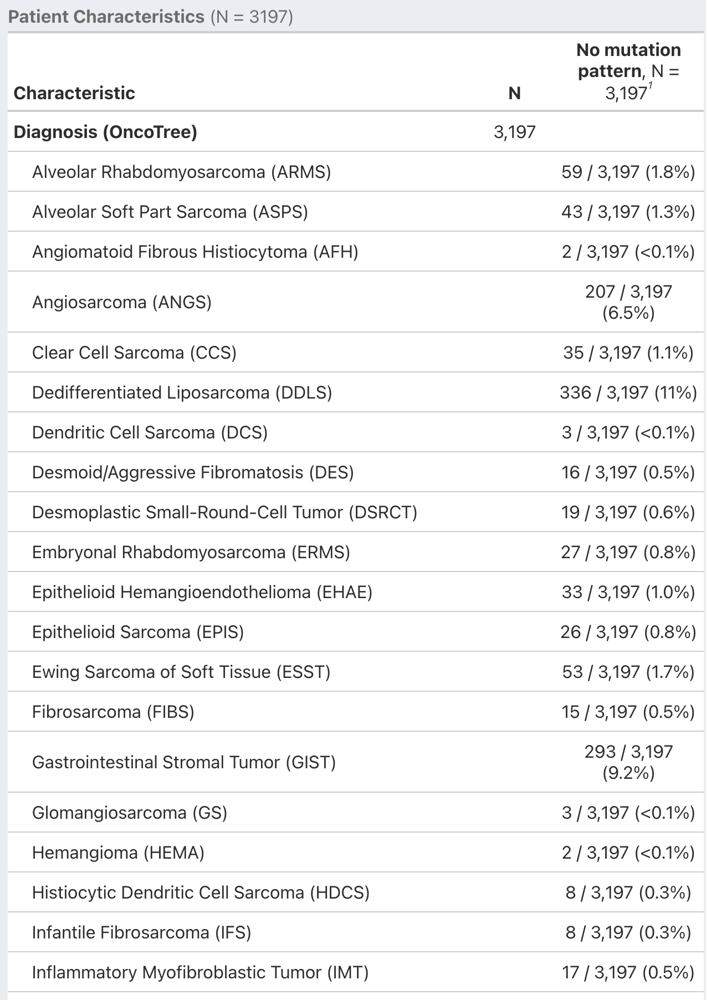 Patient Characteristics (N = 3197)
No mutation
pattern, N =
Characteristic N 3,197¹
Diagnosis (OncoTree) 3,197
Alveolar Rhabdomyosarcoma (ARMS) 59 / 3,197 (1.8%)
Alveolar Soft Part Sarcoma (ASPS) 43 / 3,197 (1.3%)
Angiomatoid Fibrous Histiocytoma (AFH) 2 / 3,197 (<0.1%)
Angiosarcoma (ANGS) 207 / 3,197
(6.5%)
Clear Cell Sarcoma (CCS) 35 / 3,197 (1.1%)
Dedifferentiated Liposarcoma (DDLS) 336 / 3,197 (11%)
Dendritic Cell Sarcoma (DCS) 3 / 3,197 (<0.1%)
Desmoid/Aggressive Fibromatosis (DES) 16 / 3,197 (0.5%)
Desmoplastic Small-Round-Cell Tumor (DSRCT) 19 / 3,197 (0.6%)
Embryonal Rhabdomyosarcoma (ERMS) 27 / 3,197 (0.8%)
Epithelioid Hemangioendothelioma (EHAE) 33 / 3,197 (1.0%)
Epithelioid Sarcoma (EPIS) 26 / 3,197 (0.8%)
Ewing Sarcoma of Soft Tissue (ESST) 53 / 3,197 (1.7%)
Fibrosarcoma (FIBS) 15 / 3,197 (0.5%)
Gastrointestinal Stromal Tumor (GIST) 293 / 3,197
(9.2%)
Glomangiosarcoma (GS) 3 / 3,197 (<0.1%)
Hemangioma (HEMA) 2 / 3,197 (<0.1%)
Histiocytic Dendritic Cell Sarcoma (HDCS) 8 / 3,197 (0.3%)
Infantile Fibrosarcoma (IFS) 8 / 3,197 (0.3%)
Inflammatory Myofibroblastic Tumor (IMT) 17 / 3,197 (0.5%)